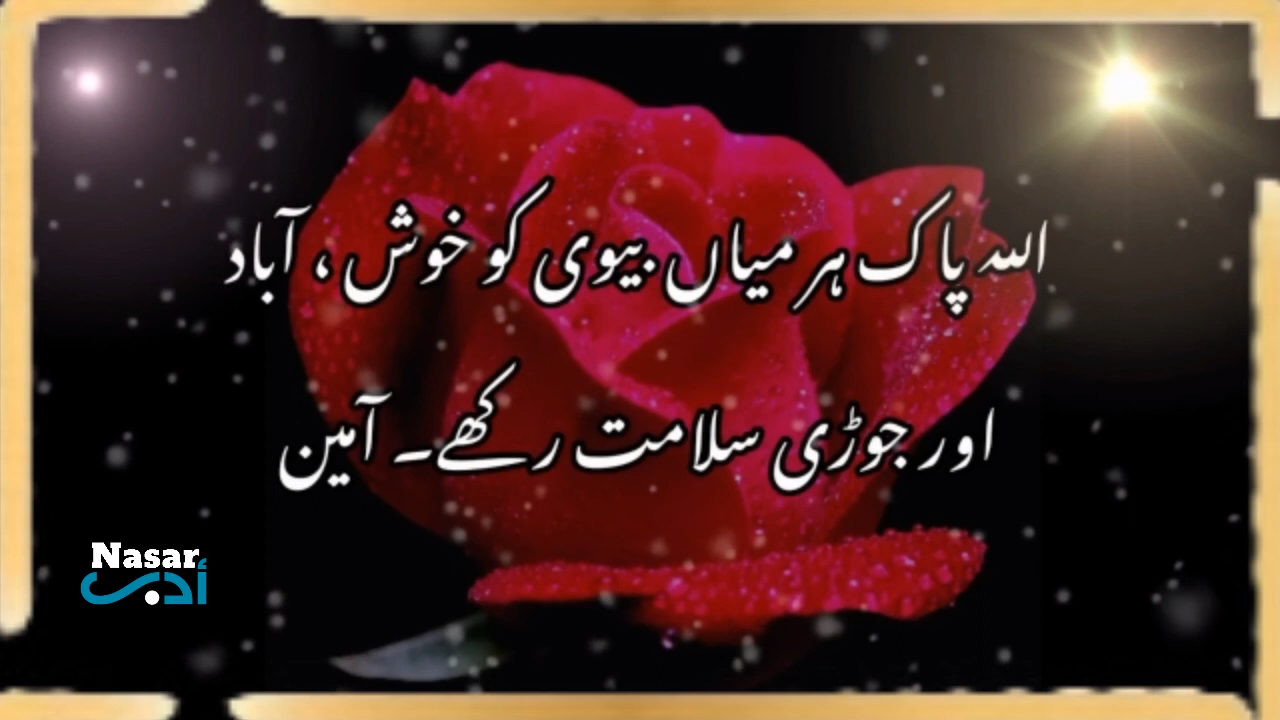 اللہ پاک ہر میاں بیوی کو خوش ، آباد
اور جوڑی سلامت رکھے۔ آمین
Nasar
أدب